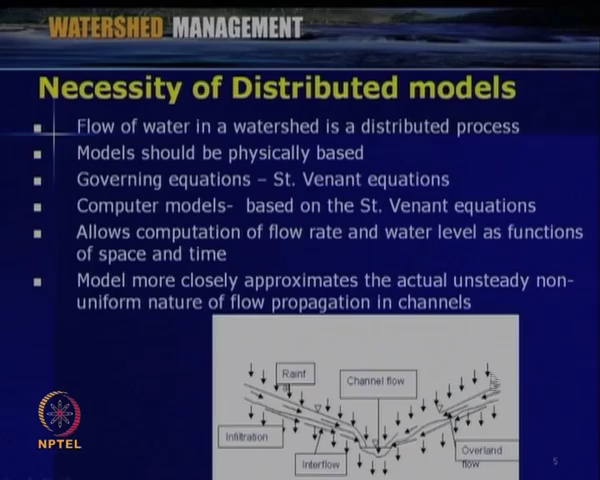 WATERSHED MANAGEMENT
Necessity of Distributed models
Flow of water in a watershed is a distributed process
Models should be physically based
Governing equations – St. Venant equations
Computer models- based on the St. Venant equations
Allows computation of flow rate and water level as functions
of space and time
Model more closely approximates the actual unsteady non-
uniform nature of flow propagation in channels
Rainf
Channel flow
Infiltration
Interflow
Overland
flow
NPTEL
5